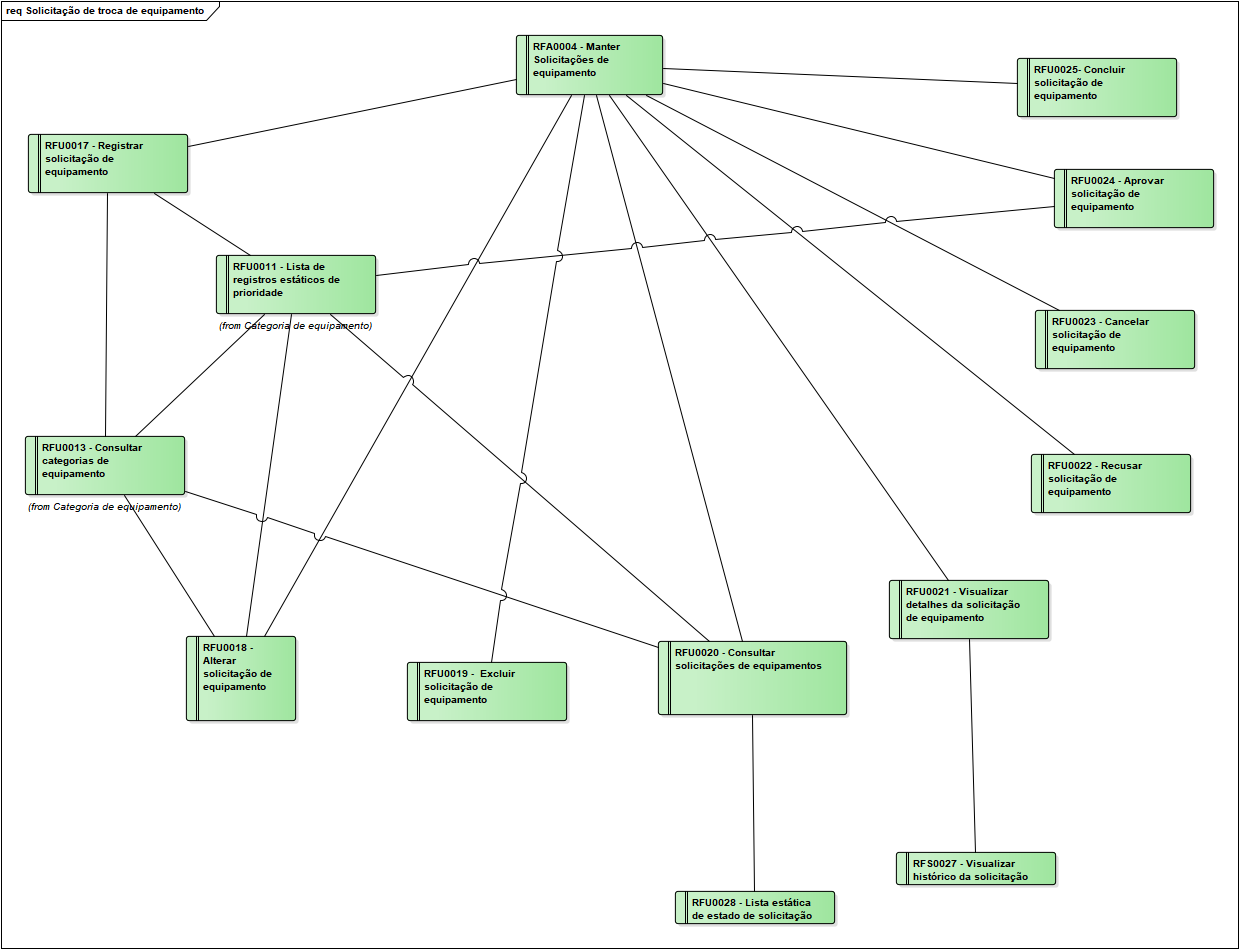 req Solicitação de troca de equipamento
RFA0004 - Manter
Solicitações de
equipamento
RFU0025- Concluir
solicitação de
equipamento
RFU0017 - Registrar
solicitação de
equipamento
RFU0024 - Aprovar
solicitação de
equipamento
RFU0011 - Lista de
registros estáticos de
prioridade
(from Categoria de equipamento)
RFU0023 - Cancelar
solicitação de
equipamento
RFU0013 - Consultar
categorias de
equipamento
(from Categoria de equipamento)
RFU0022 - Recusar
solicitação de
equipamento
RFU0021 - Visualizar
detalhes da solicitação
de equipamento
RFU0018 -
Alterar
solicitação de
equipamento
RFU0019 -  Excluir
solicitação de
equipamento
RFU0020 - Consultar
solicitações de equipamentos
RFS0027 - Visualizar
histórico da solicitação
RFU0028 - Lista estática
de estado de solicitação